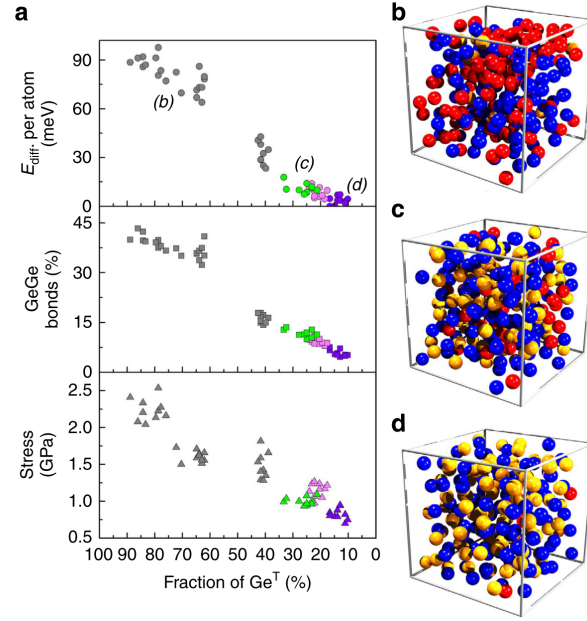 a
E_diff. per atom
(meV)
90
60
30
0
(b)
(c)
(d)
GeGe
bonds (%)
45
30
15
0
Stress
(GPa)
2.5
2.0
1.5
1.0
0.5
100 90 80 70 60 50 40 30 20 10 0
Fraction of Ge^T (%)
b
c
d